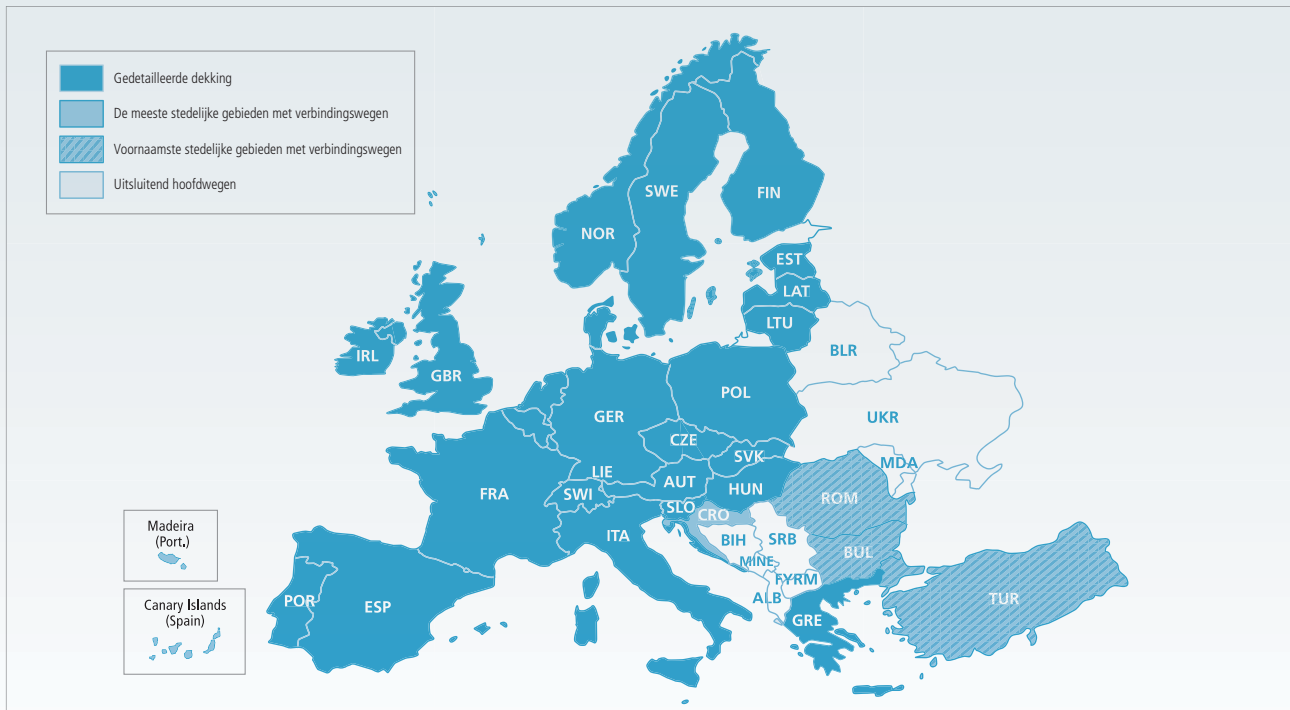 Gedetailleerde dekking
De meeste stedelijke gebieden met verbindingswegen
Voornaamste stedelijke gebieden met verbindingswegen
Uitsluitend hoofdwegen
SWE
FIN
NOR
EST
LAT
LTU
IRL
GBR
BLR
POL
GER
UKR
CZE
SVK
MDA
LIE
AUT
HUN
FRA
SWI
ROM
SLO
CRO
ITA
BIH
SRB
BUL
MNE
FYRM
ALB
TUR
POR
ESP
GRE
Madeira
(Port.)
Canary Islands
(Spain)